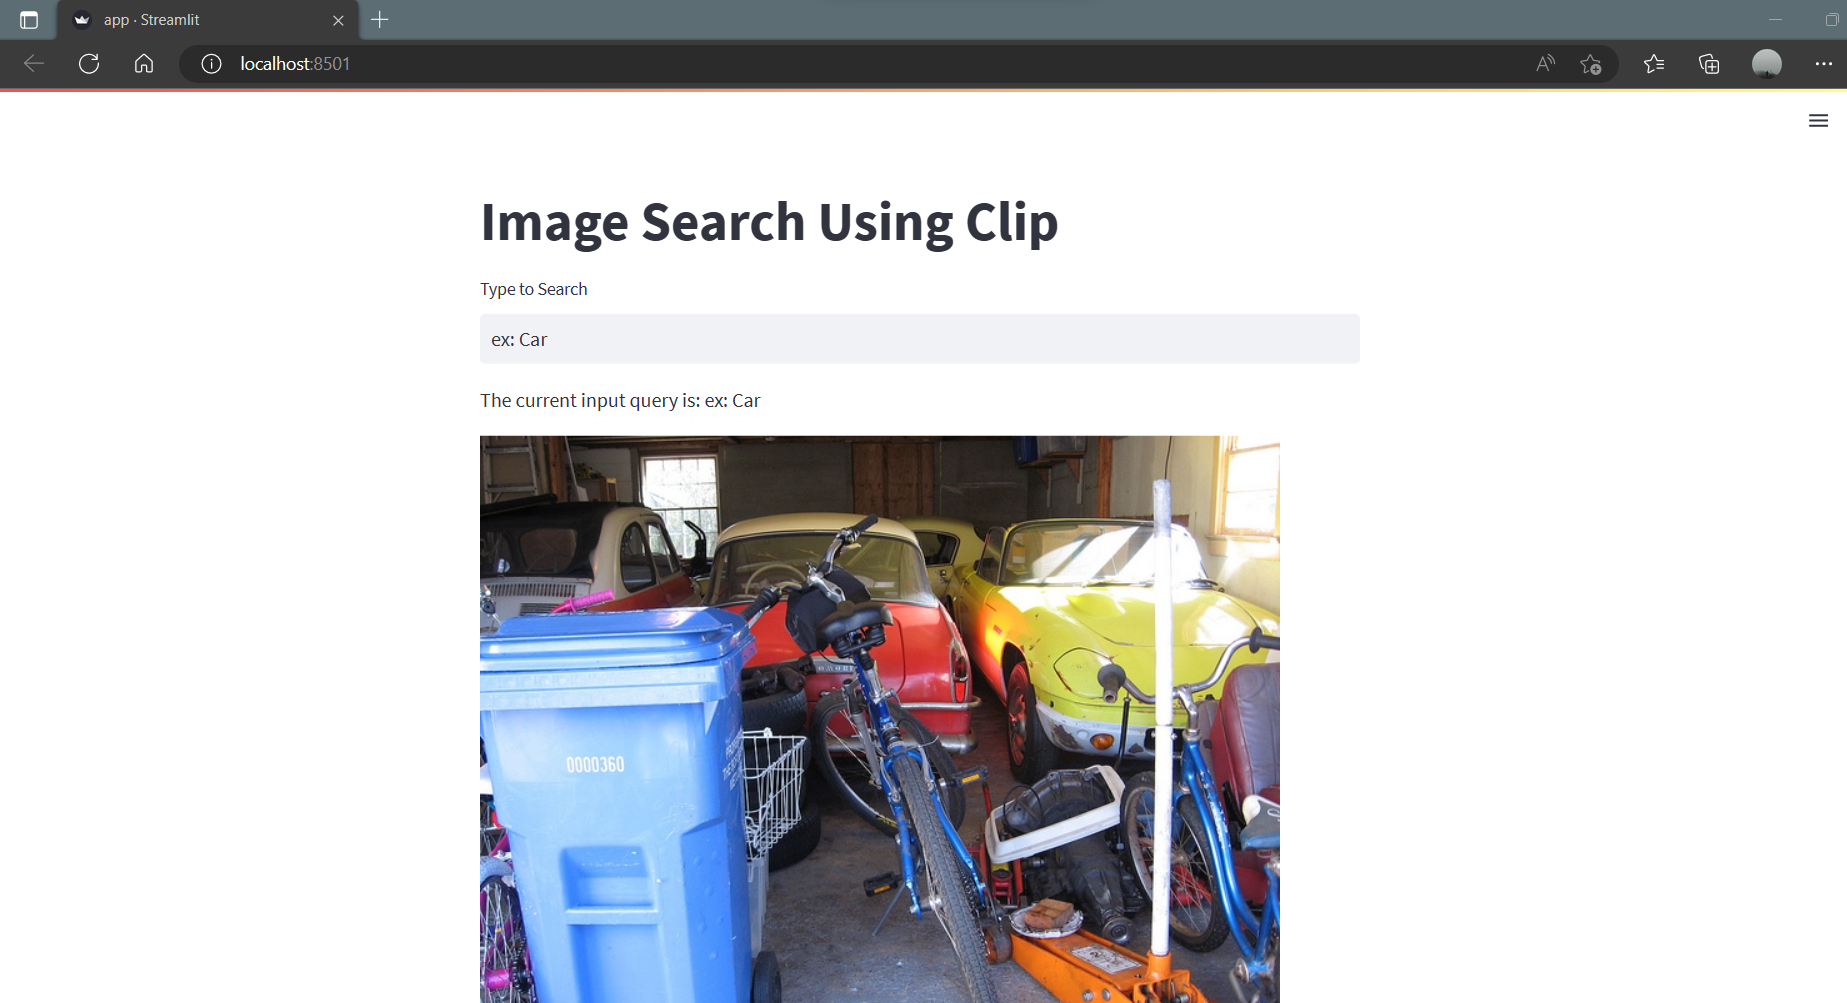 app · Streamlit
localhost:8501
Image Search Using Clip
Type to Search
ex: Car
The current input query is: ex: Car
0000360